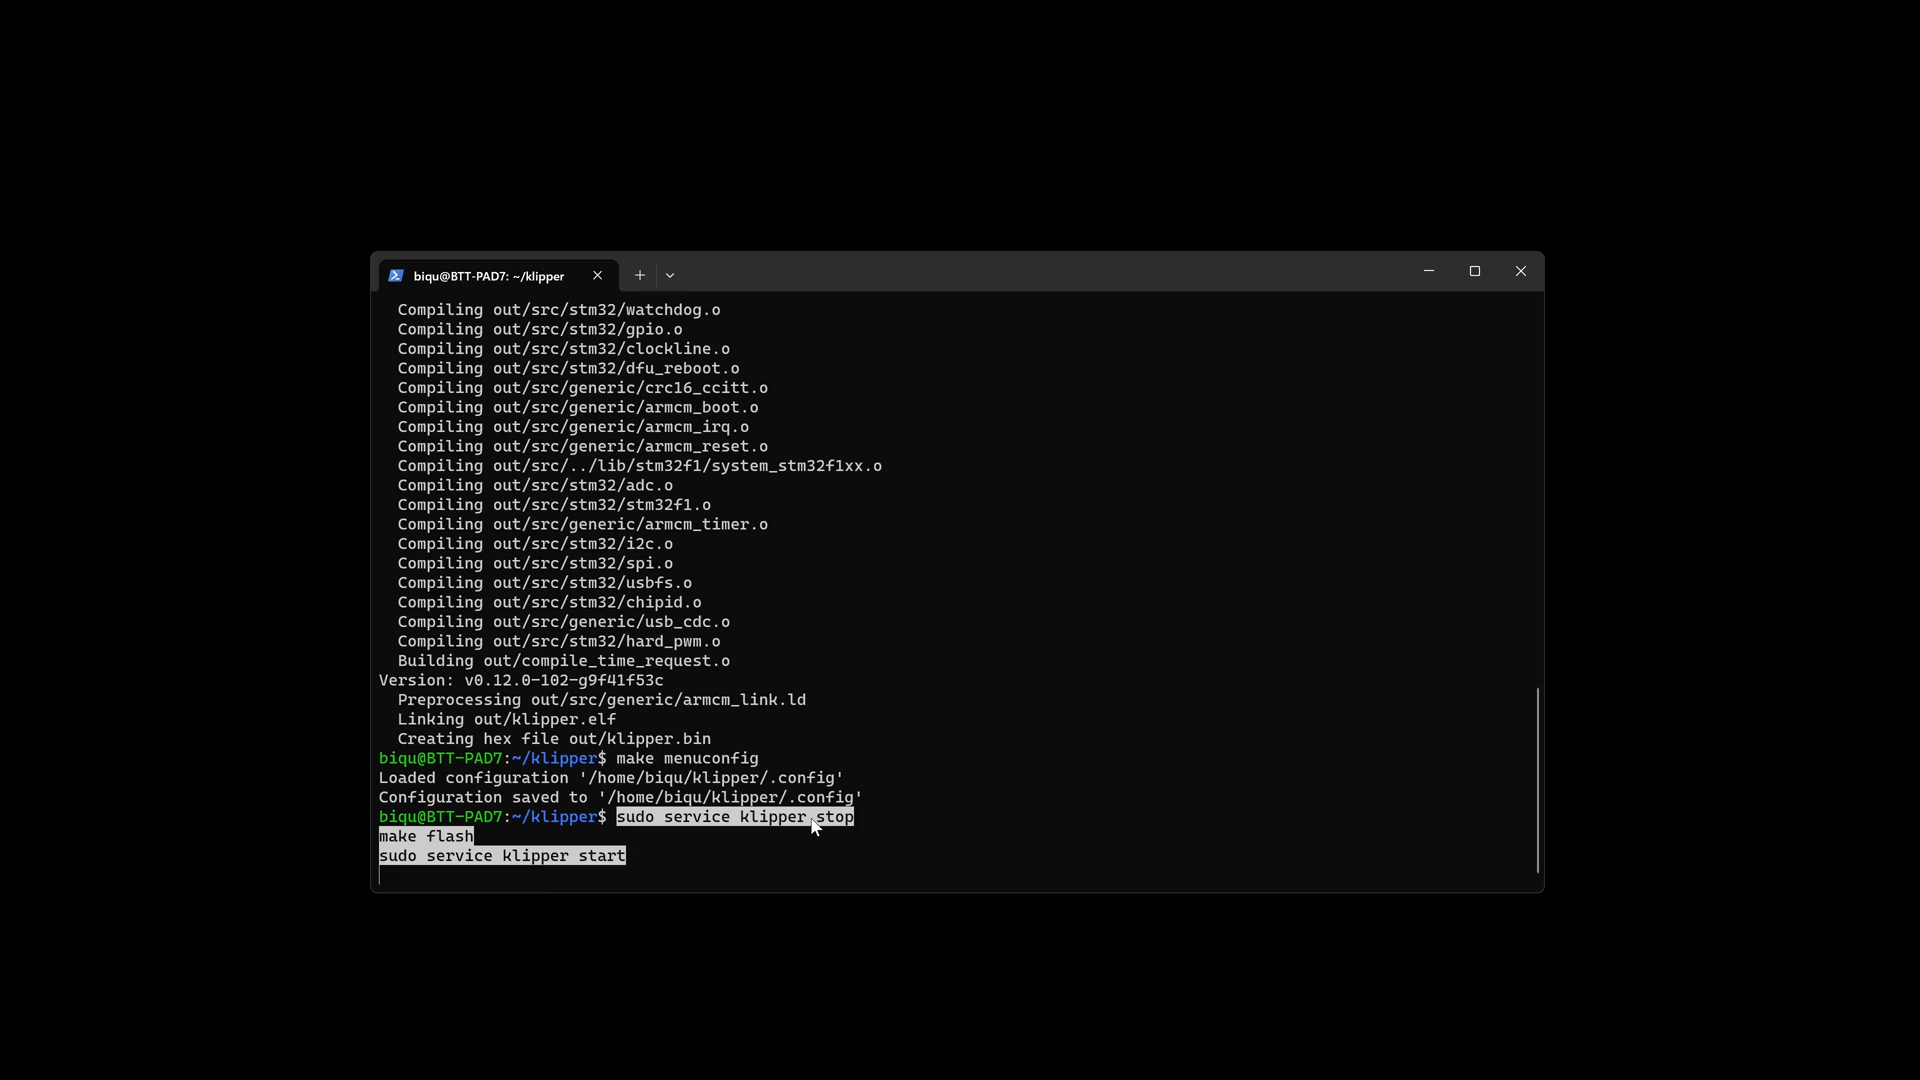 biqu@BTT-PAD7: ~/klipper
Compiling out/src/stm32/watchdog.o
Compiling out/src/stm32/gpio.o
Compiling out/src/stm32/clockline.o
Compiling out/src/stm32/dfu_reboot.o
Compiling out/src/generic/crc16_ccitt.o
Compiling out/src/generic/armcm_boot.o
Compiling out/src/generic/armcm_irq.o
Compiling out/src/generic/armcm_reset.o
Compiling out/src/../lib/stm32f1/system_stm32f1xx.o
Compiling out/src/stm32/adc.o
Compiling out/src/stm32/stm32f1.o
Compiling out/src/generic/armcm_timer.o
Compiling out/src/stm32/i2c.o
Compiling out/src/stm32/spi.o
Compiling out/src/stm32/usbfs.o
Compiling out/src/stm32/chipid.o
Compiling out/src/generic/usb_cdc.o
Compiling out/src/stm32/hard_pwm.o
Building out/compile_time_request.o
Version: v0.12.0-102-g9f41f53c
Preprocessing out/src/generic/armcm_link.ld
Linking out/klipper.elf
Creating hex file out/klipper.bin
biqu@BTT-PAD7:~/klipper$ make menuconfig
Loaded configuration '/home/biqu/klipper/.config'
Configuration saved to '/home/biqu/klipper/.config'
biqu@BTT-PAD7:~/klipper$ sudo service klipper stop
make flash
sudo service klipper start